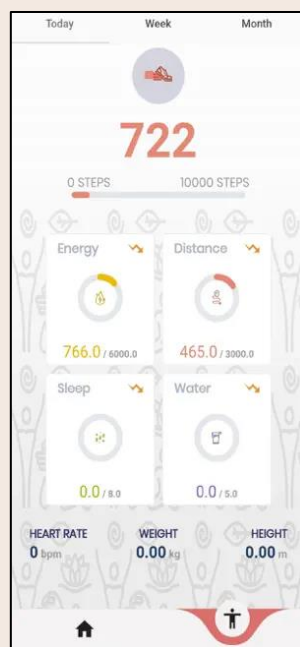 Today Week Month
722
0 STEPS 10000 STEPS
Energy Distance
766.0 / 6000.0 465.0 / 3000.0
Sleep Water
0.0 / 8.0 0.0 / 5.0
HEART RATE WEIGHT HEIGHT
0 bpm 0.00 kg 0.00 m